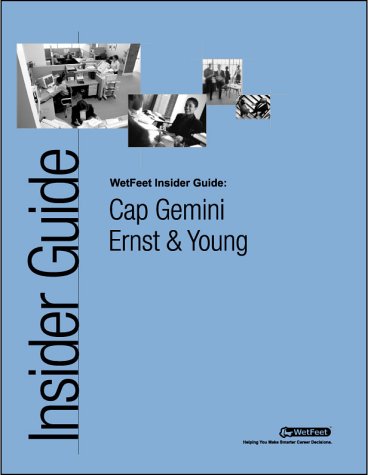 Insider Guide
WetFeet Insider Guide:
Cap Gemini
Ernst & Young
WetFeet
Helping You Make Smarter Career Decisions.